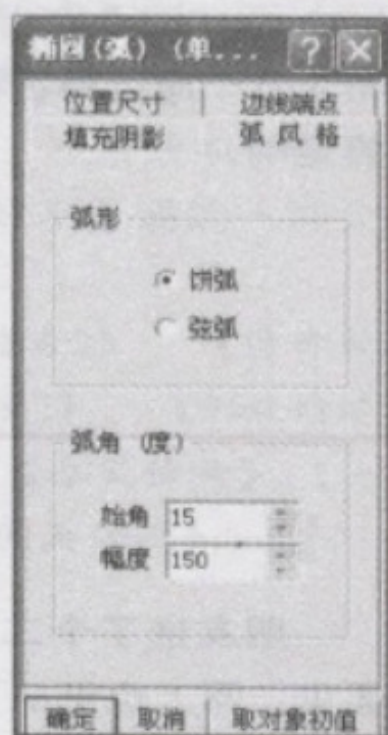 椭圆(弧) (单...
位置尺寸 边线端点
填充阴影 弧 风 格
弧形
饼弧
弦弧
弧角 (度)
始角 15
幅度 150
确定 取消 取对象初值